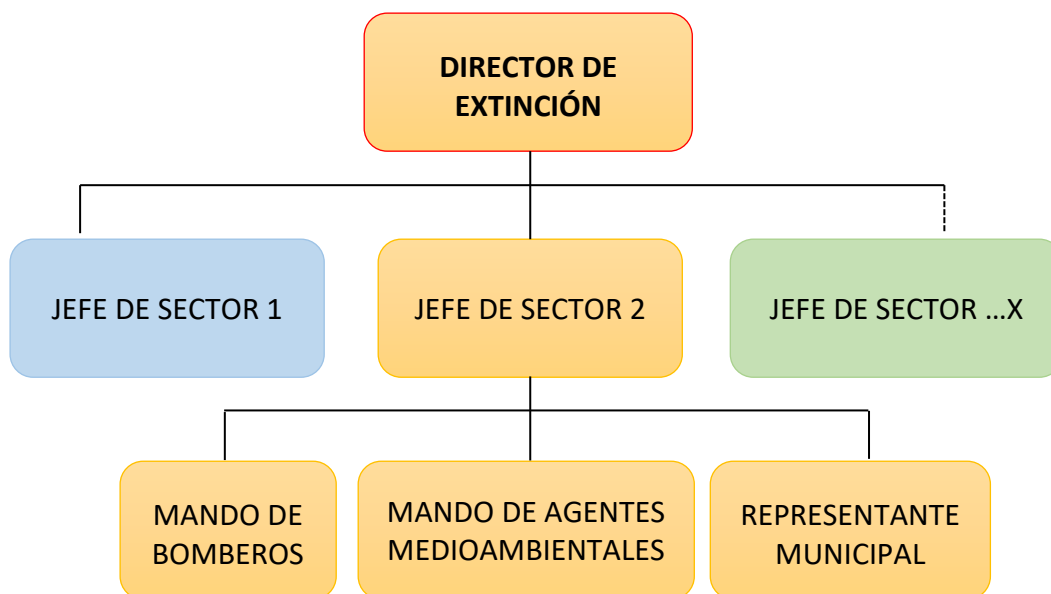 DIRECTOR DE
EXTINCIÓN
JEFE DE SECTOR 1
JEFE DE SECTOR 2
JEFE DE SECTOR ...X
MANDO DE
BOMBEROS
MANDO DE AGENTES
MEDIOAMBIENTALES
REPRESENTANTE
MUNICIPAL